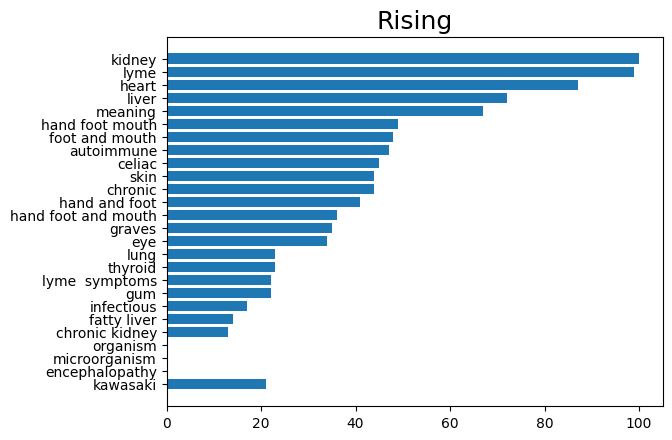 Rising
kidney
lyme
heart
liver
meaning
hand foot mouth
foot and mouth
autoimmune
celiac
skin
chronic
hand and foot
hand foot and mouth
graves
eye
lung
thyroid
lyme  symptoms
gum
infectious
fatty liver
chronic kidney
organism
microorganism
encephalopathy
kawasaki
0 20 40 60 80 100